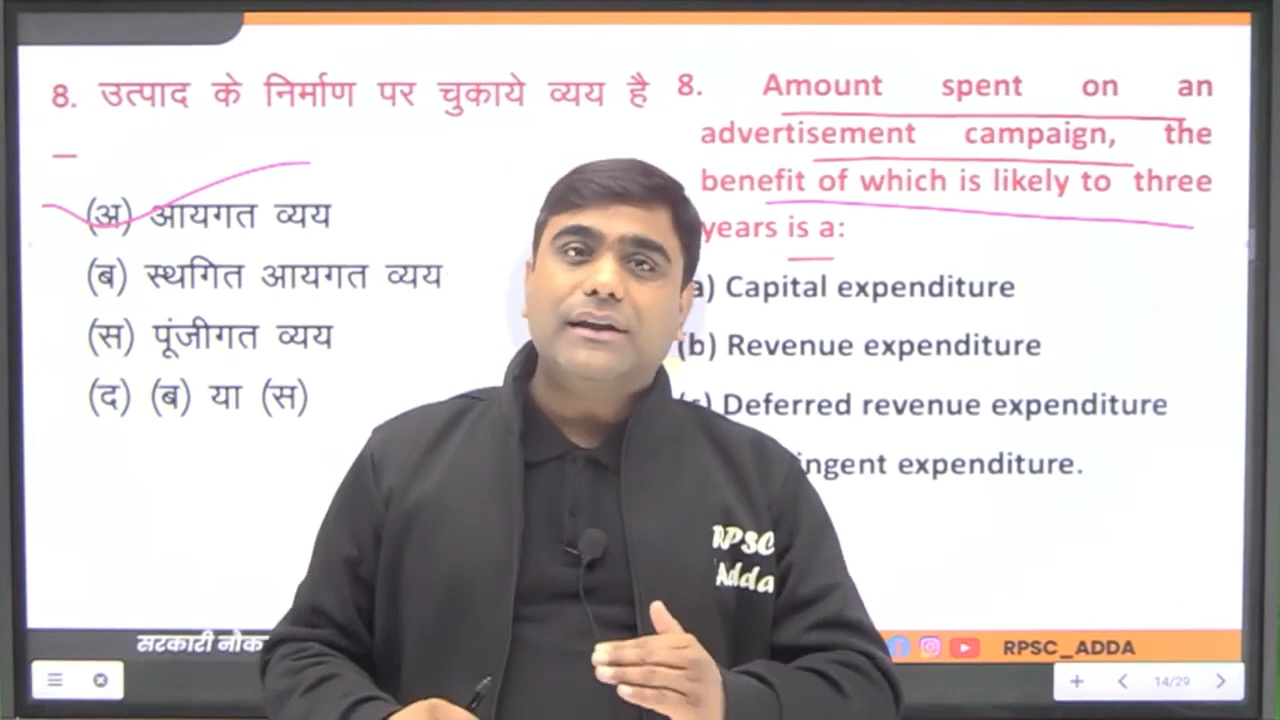 8. उत्पाद के निर्माण पर चुकाये व्यय है
—
(अ) आयगत व्यय
(ब) स्थगित आयगत व्यय
(स) पूंजीगत व्यय
(द) (ब) या (स)
8. Amount spent on an
advertisement campaign, the
benefit of which is likely to three
years is a:
a) Capital expenditure
(b) Revenue expenditure
Deferred revenue expenditure
ingent expenditure.
RPSC
Adda
सरकारी नोक
RPSC_ADDA
14/29